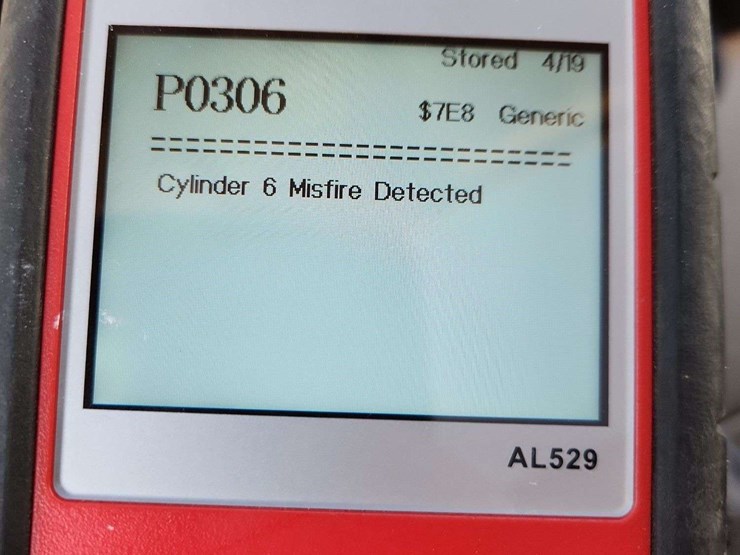 Stored 4/19
P0306
$7E8 Generic
==============================
Cylinder 6 Misfire Detected
AL529